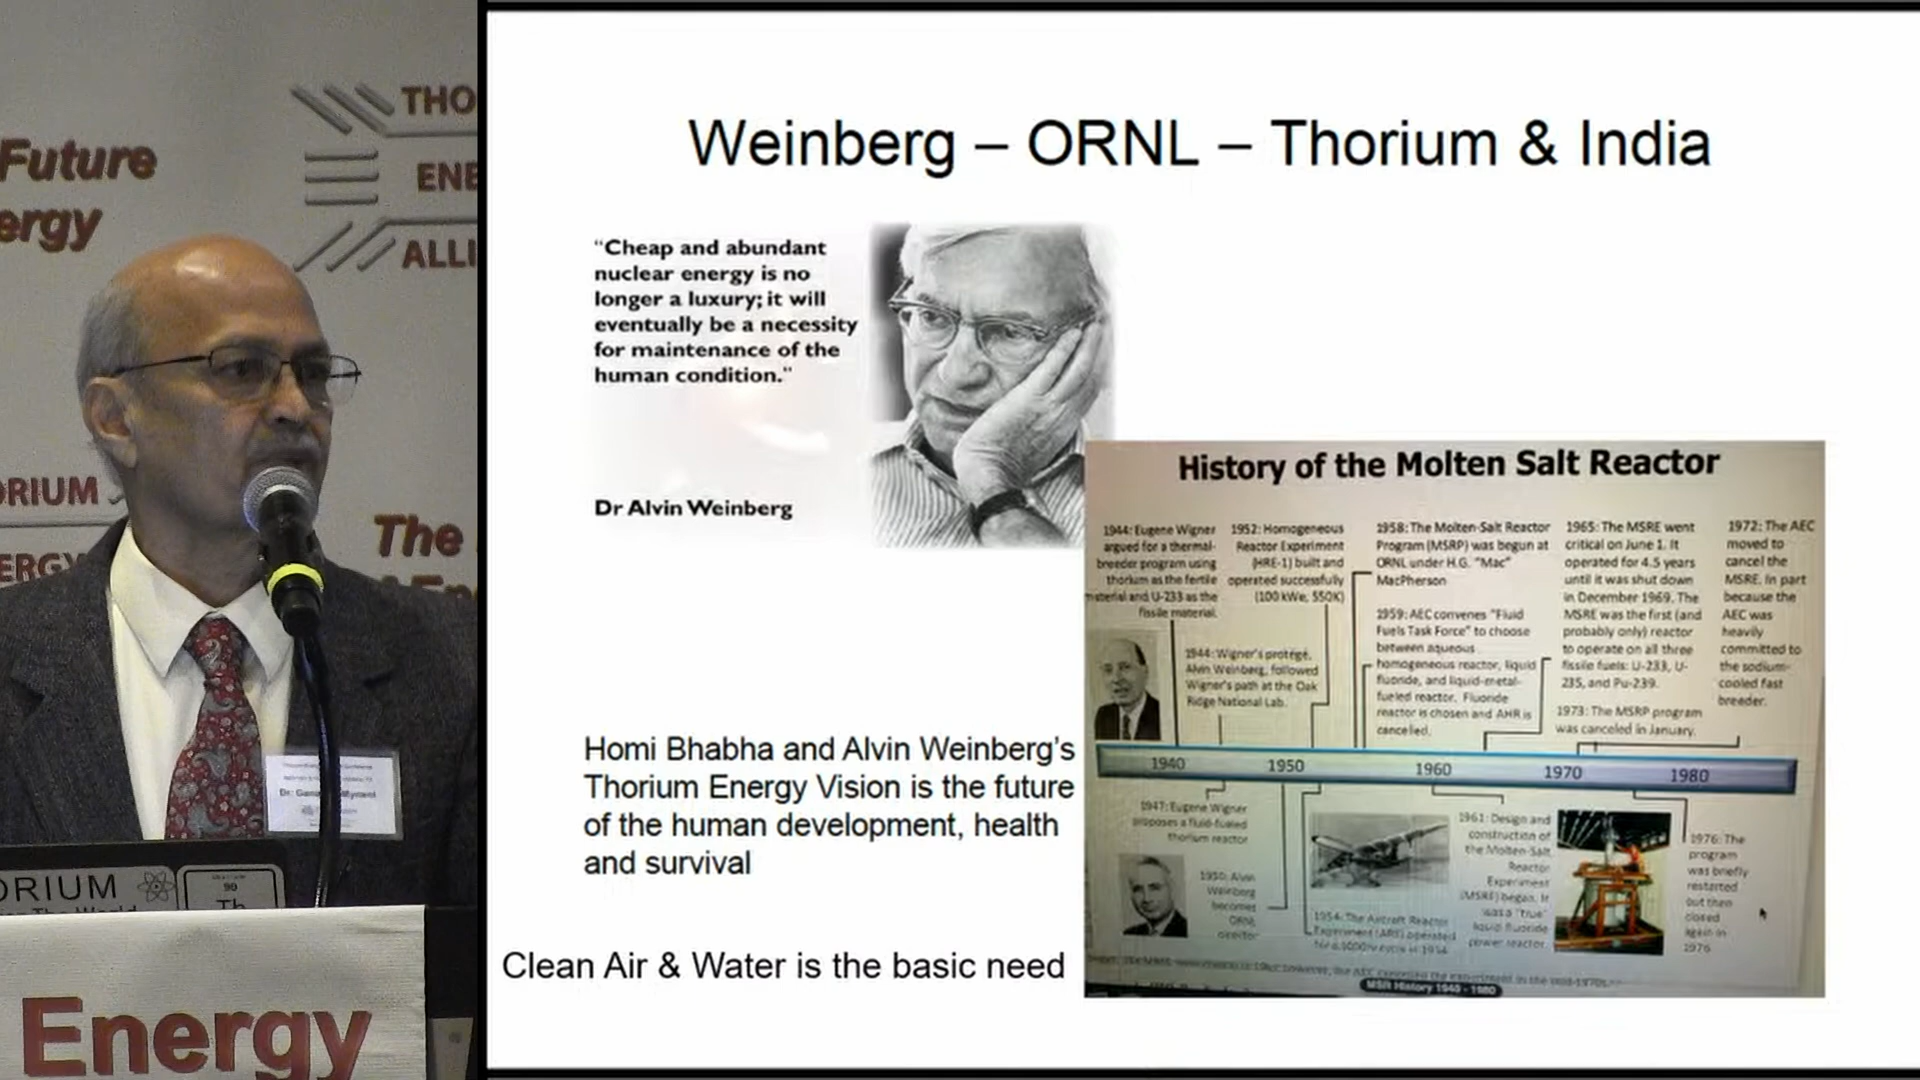 THO
ENE
ALLI
Future
ergy
ORIUM
ERGY
The
Dr.
ORIUM
90
Th
Energy
Weinberg – ORNL – Thorium & India
“Cheap and abundant
nuclear energy is no
longer a luxury; it will
eventually be a necessity
for maintenance of the
human condition.”
Dr Alvin Weinberg
Homi Bhabha and Alvin Weinberg’s
Thorium Energy Vision is the future
of the human development, health
and survival
Clean Air & Water is the basic need
History of the Molten Salt Reactor
1944: Eugene Wigner
argued for a thermal-
breeder program using
thorium as the fertile
material and U-233 as the
fissile material.
1952: Homogeneous
Reactor Experiment
(HRE-1) built and
operated successfully
(100 kWe, 550K)
1958: The Molten-Salt Reactor
Program (MSRP) was begun at
ORNL under H.G. "Mac"
MacPherson
1965: The MSRE went
critical on June 1. It
operated for 4.5 years
until it was shut down
in December 1969. The
MSRE was the first (and
probably only) reactor
to operate on all three
fissile fuels: U-233, U-
235, and Pu-239.
1972: The AEC
moved to
cancel the
MSRE. In part
because the
AEC was
heavily
committed to
the sodium-
cooled fast
breeder.
1944: Wigner's protégé,
Alvin Weinberg, followed
Wigner's path at the Oak
Ridge National Lab.
1959: AEC convenes "Fluid
Fuels Task Force" to choose
between aqueous
homogeneous reactor, liquid
fluoride, and liquid-metal-
fueled reactor. Fluoride
reactor is chosen and AHR is
cancelled.
1973: The MSRP program
was canceled in January.
1940 1950 1960 1970 1980
1947: Eugene Wigner
proposes a fluid-fueled
thorium reactor
1950: Alvin
Weinberg
becomes
ORNL
director
1954: The Aircraft Reactor
Experiment (ARE) operated
for a 1000hr cycle in 1954
1961: Design and
construction of
the Molten-Salt
Reactor
Experiment
(MSRE) began. It
was a "true"
liquid fluoride
power reactor.
1976: The
program
was briefly
restarted
but then
closed
again in
1976
MSR History 1940 - 1980